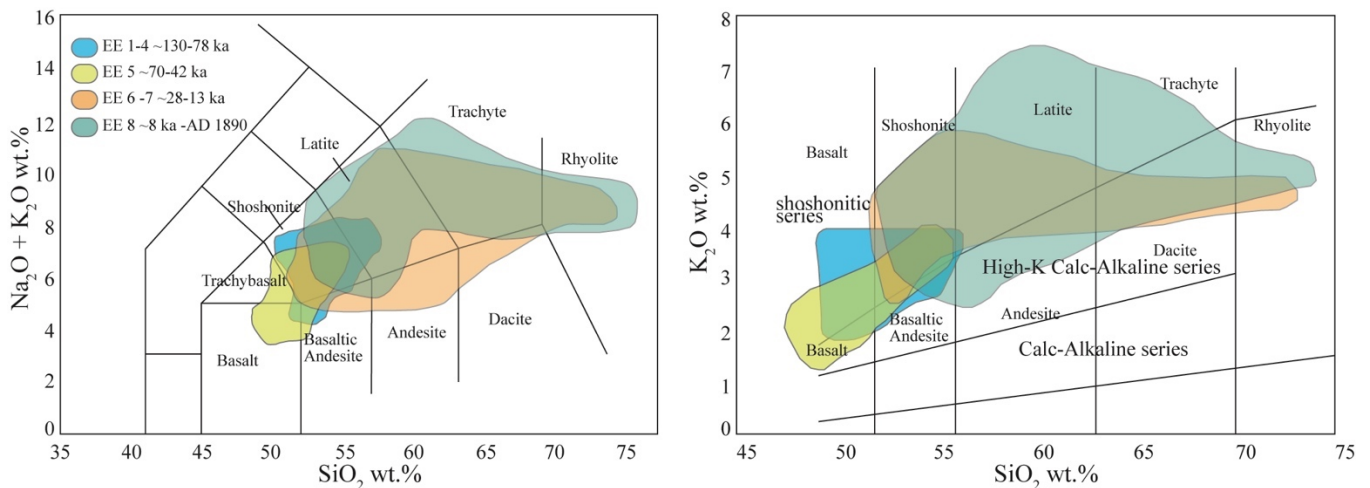 16
14
12
10
8
6
4
2
0
Na₂O + K₂O wt.%
EE 1-4 ~130-78 ka
EE 5 ~70-42 ka
EE 6 -7 ~28-13 ka
EE 8 ~8 ka -AD 1890
Trachyte
Latite
Rhyolite
Shoshonite
Trachybasalt
Basalt
Basaltic
Andesite
Andesite
Dacite
35
40
45
50
55
60
65
70
75
SiO₂ wt.%
8
7
6
5
4
3
2
1
0
K₂O wt.%
Trachyte
Latite
Shoshonite
Rhyolite
Basalt
shoshonitic
series
Dacite
High-K Calc-Alkaline series
Andesite
Basaltic
Andesite
Basalt
Calc-Alkaline series
45
50
55
60
65
70
75
SiO₂ wt.%